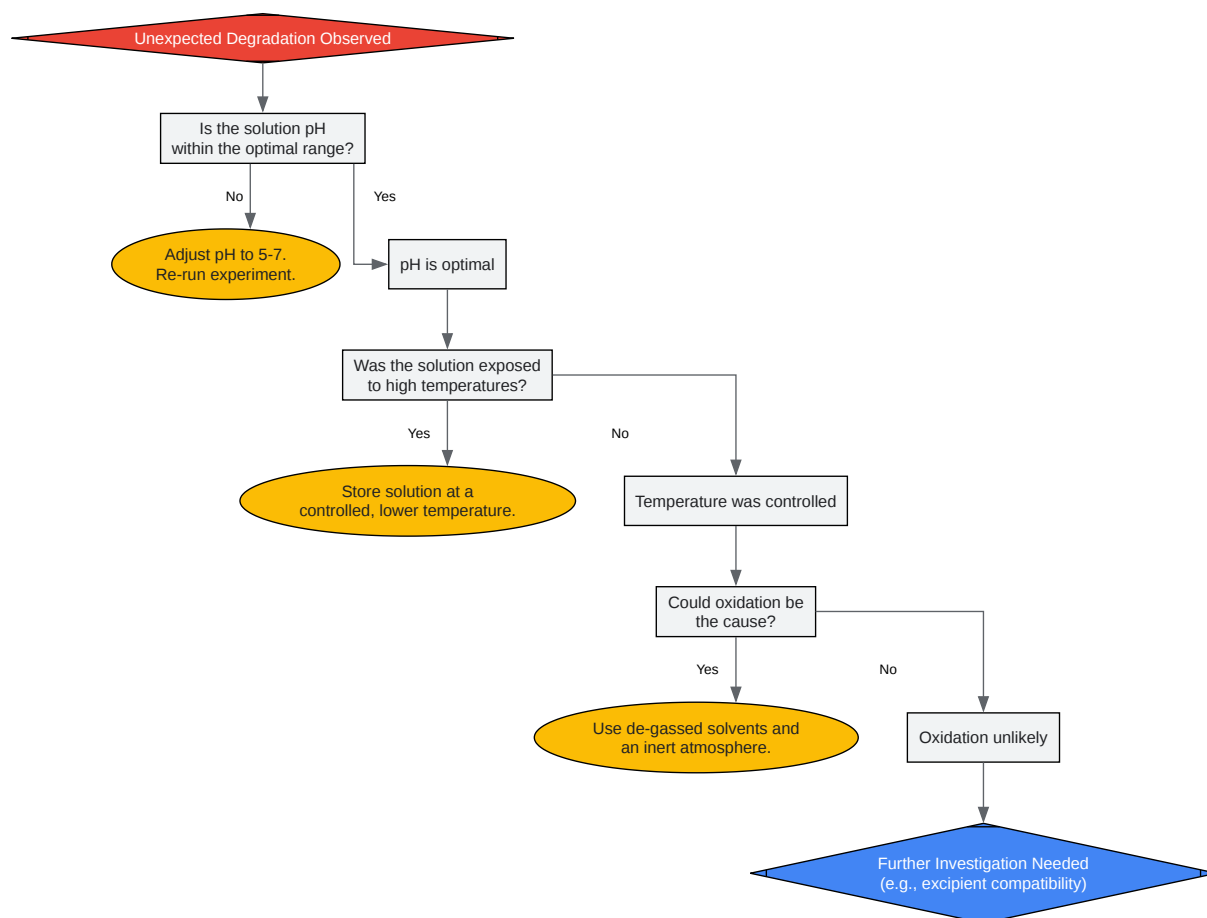 Unexpected Degradation Observed
Is the solution pH
within the optimal range?
No
Yes
Adjust pH to 5-7.
Re-run experiment.
pH is optimal
Was the solution exposed
to high temperatures?
Yes
No
Store solution at a
controlled, lower temperature.
Temperature was controlled
Could oxidation be
the cause?
Yes
No
Use de-gassed solvents and
an inert atmosphere.
Oxidation unlikely
Further Investigation Needed
(e.g., excipient compatibility)